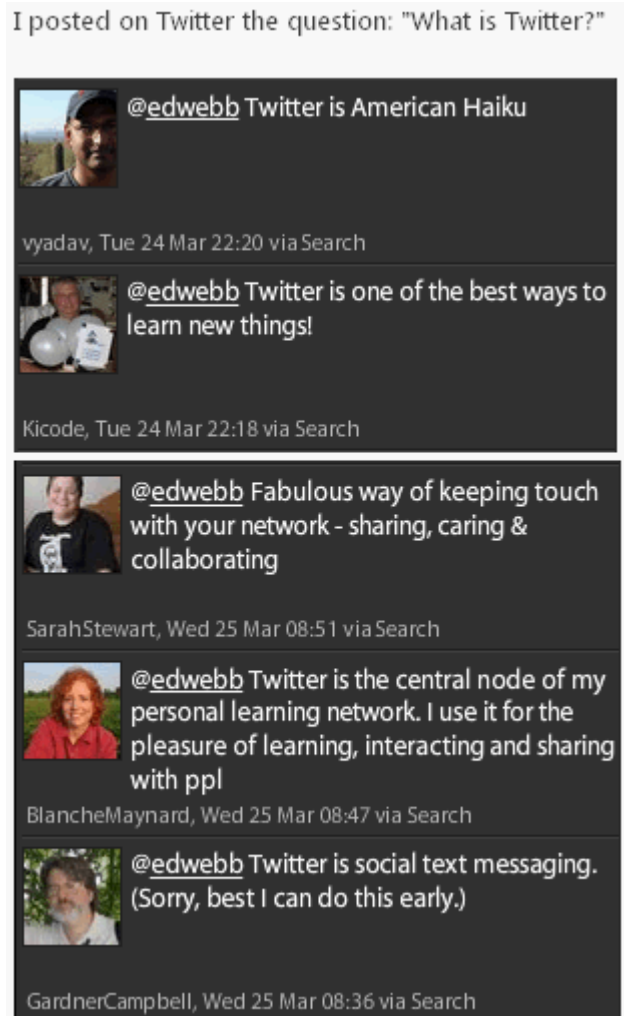 I posted on Twitter the question: "What is Twitter?"
@edwebb Twitter is American Haiku
vyadav, Tue 24 Mar 22:20 via Search
@edwebb Twitter is one of the best ways to
learn new things!
Kicode, Tue 24 Mar 22:18 via Search
@edwebb Fabulous way of keeping touch
with your network - sharing, caring &
collaborating
SarahStewart, Wed 25 Mar 08:51 via Search
@edwebb Twitter is the central node of my
personal learning network. I use it for the
pleasure of learning, interacting and sharing
with ppl
BlancheMaynard, Wed 25 Mar 08:47 via Search
@edwebb Twitter is social text messaging.
(Sorry, best I can do this early.)
GardnerCampbell, Wed 25 Mar 08:36 via Search